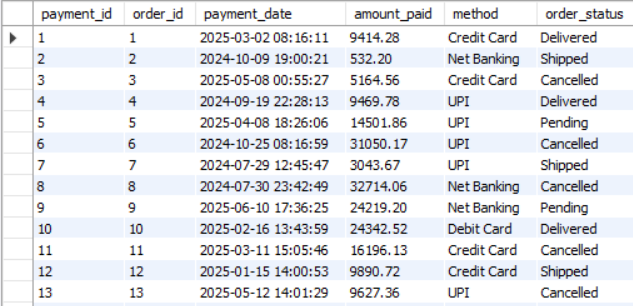 payment_id order_id payment_date amount_paid method order_status
1 1 2025-03-02 08:16:11 9414.28 Credit Card Delivered
2 2 2024-10-09 19:00:21 532.20 Net Banking Shipped
3 3 2025-05-08 00:55:27 5164.56 Credit Card Cancelled
4 4 2024-09-19 22:28:13 9469.78 UPI Delivered
5 5 2025-04-08 18:26:06 14501.86 UPI Pending
6 6 2024-10-25 08:16:59 31050.17 UPI Cancelled
7 7 2024-07-29 12:45:47 3043.67 UPI Shipped
8 8 2024-07-30 23:42:49 32714.06 Net Banking Cancelled
9 9 2025-06-10 17:36:25 24219.20 Net Banking Pending
10 10 2025-02-16 13:43:59 24342.52 Debit Card Delivered
11 11 2025-03-11 15:05:46 16196.13 Credit Card Cancelled
12 12 2025-01-15 14:00:53 9890.72 Credit Card Shipped
13 13 2025-05-12 14:01:29 9627.36 UPI Cancelled